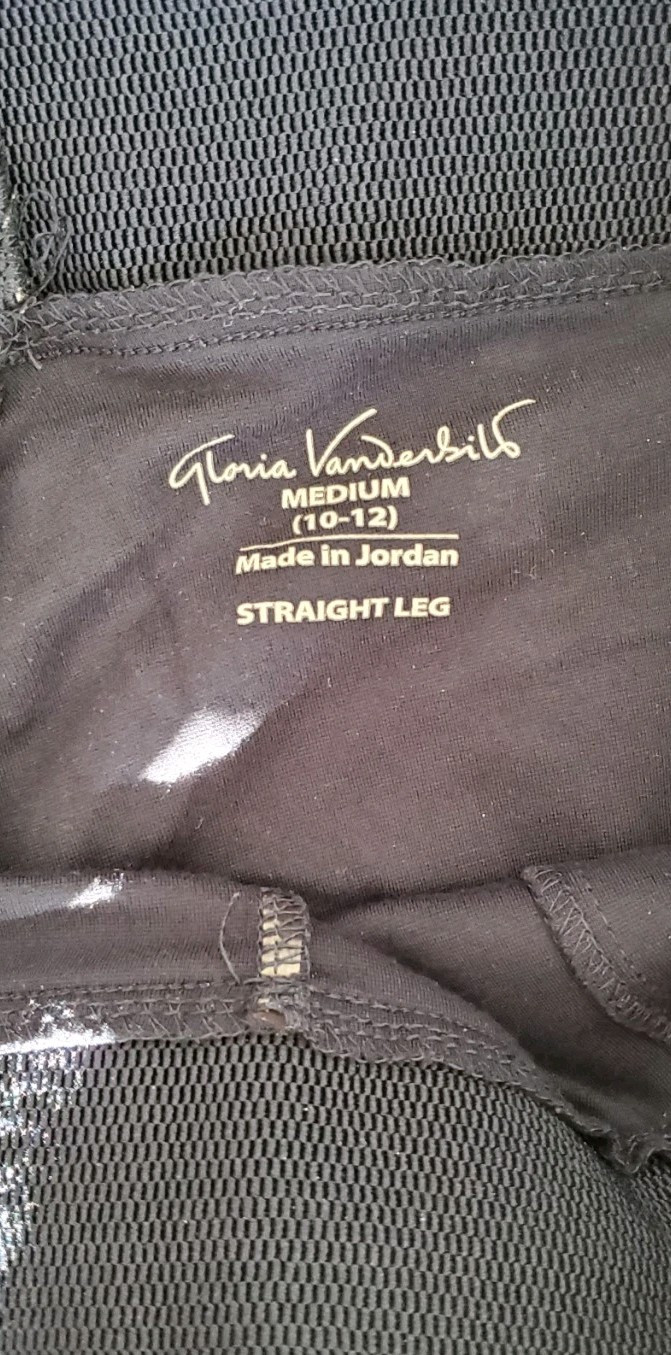 Gloria Vanderbilt
MEDIUM
(10-12)
Made in Jordan
STRAIGHT LEG